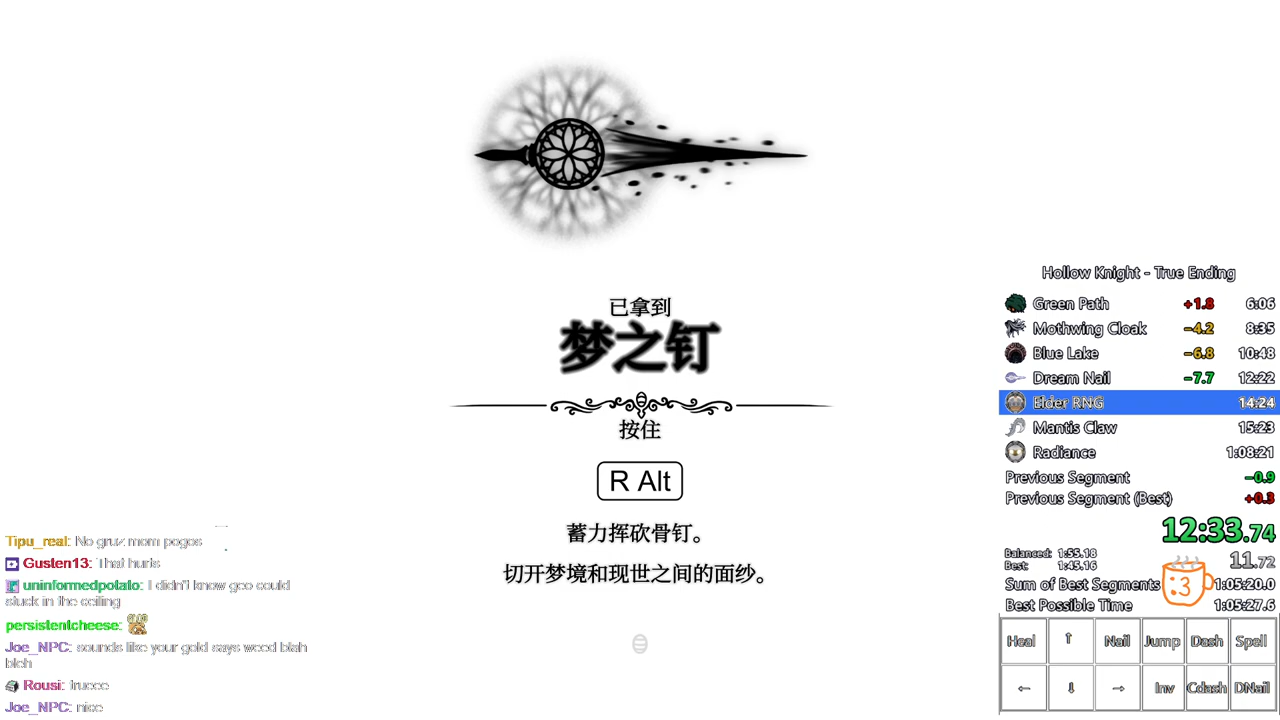 已拿到
梦之钉
按住
R Alt
蓄力挥砍骨钉。
切开梦境和现世之间的面纱。
Tipu_real: No gruz mom pogos
Gusten13: That hurts
uninformedpotato: I didn't know geo could
stuck in the ceiling
persistentcheese:
Joe_NPC: sounds like your gold says weed blah
bleh
Rousi: trueee
Joe_NPC: nice
Hollow Knight - True Ending
Green Path +1.8 6:06
Mothwing Cloak -4.2 8:35
Blue Lake -6.8 10:48
Dream Nail -7.7 12:22
Elder RNG 14:24
Mantis Claw 15:23
Radiance 1:08:21
Previous Segment -0.9
Previous Segment (Best) +0.3
12:33.74
Balanced: 1:55.18
Best: 1:45.16
11.72
Sum of Best Segments 1:05:20.0
Best Possible Time 1:05:27.6
Heal ↑ Nail Jump Dash Spell
← ↓ → Inv Cdash DNail